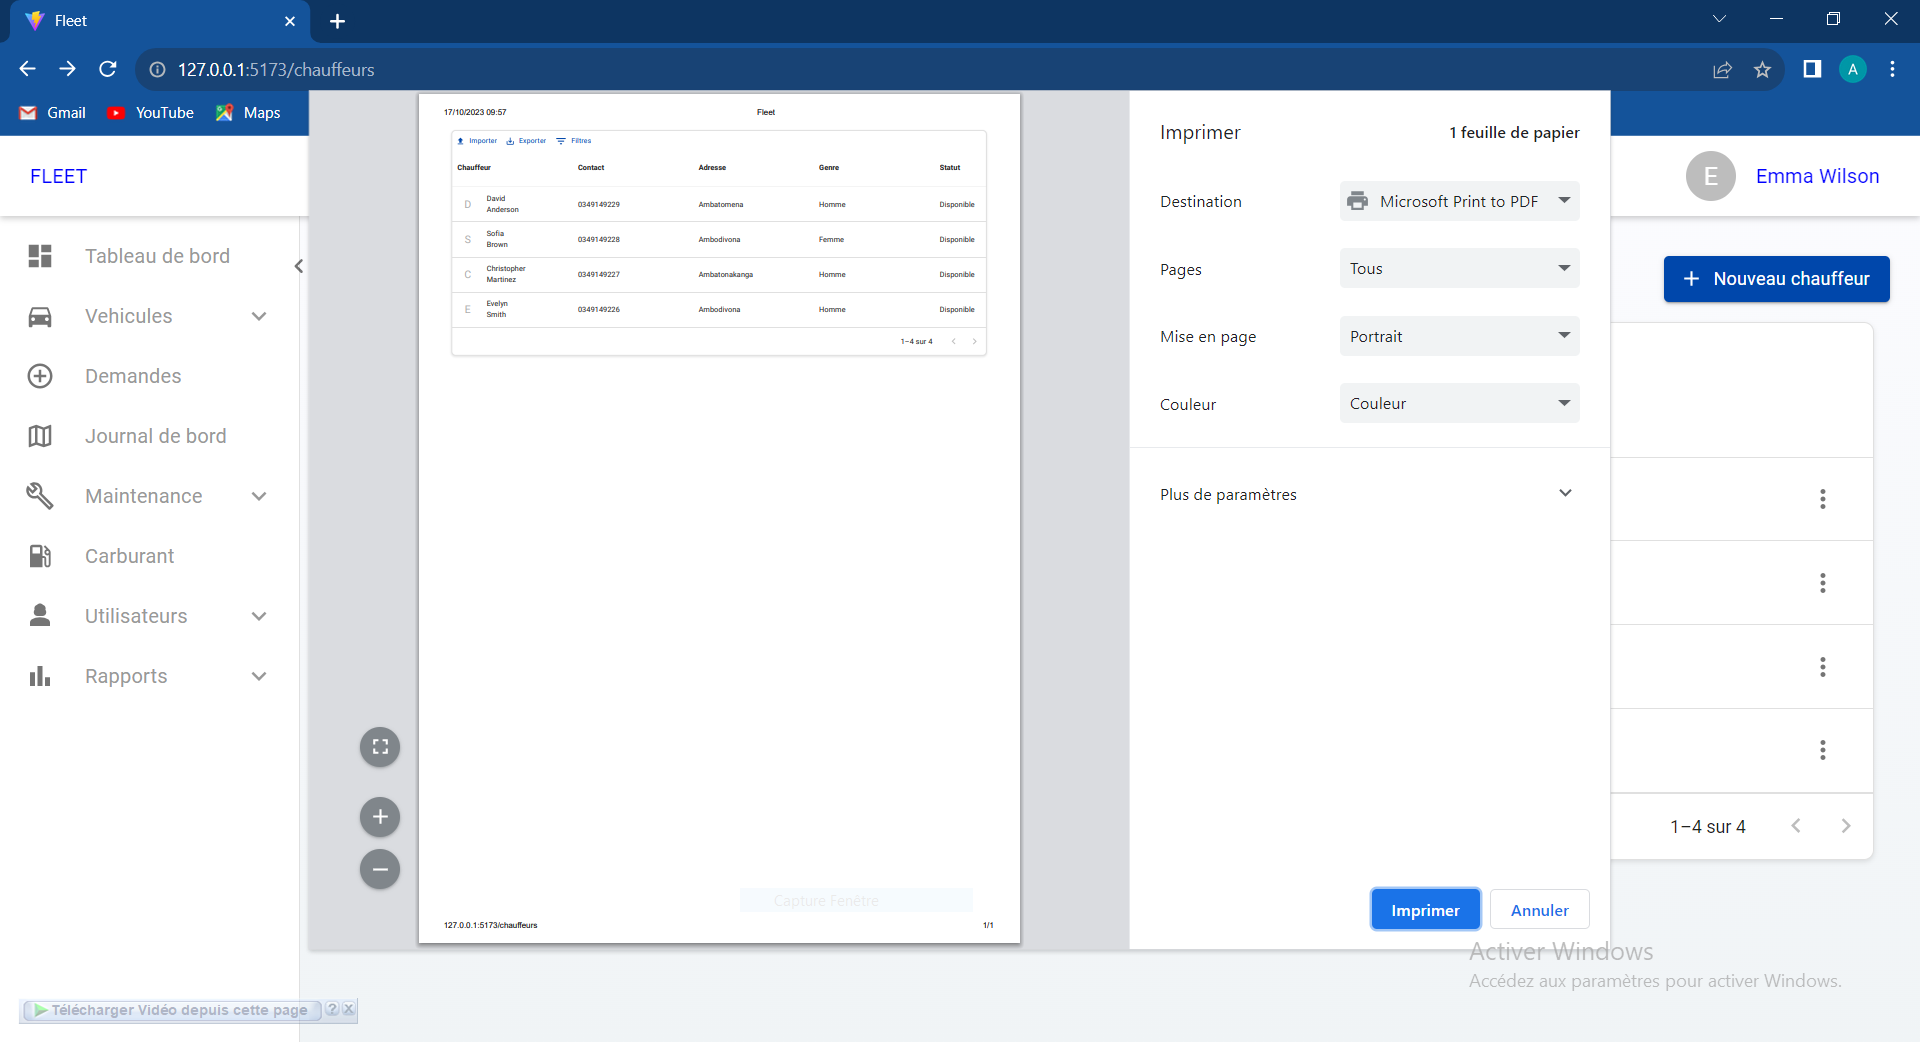 Fleet
127.0.0.1:5173/chauffeurs
A
Gmail
YouTube
Maps
FLEET
Tableau de bord
Vehicules
Demandes
Journal de bord
Maintenance
Carburant
Utilisateurs
Rapports
17/10/2023 09:57
Fleet
Importer
Exporter
Filtres
Chauffeur Contact Adresse Genre Statut
D David Anderson 0349149229 Ambatomena Homme Disponible
S Sofia Brown 0349149228 Ambodivona Femme Disponible
C Christopher Martinez 0349149227 Ambatonakanga Homme Disponible
E Evelyn Smith 0349149226 Ambodivona Homme Disponible
1–4 sur 4
Capture Fenêtre
127.0.0.1:5173/chauffeurs
1/1
Imprimer
1 feuille de papier
Destination
Microsoft Print to PDF
Pages
Tous
Mise en page
Portrait
Couleur
Couleur
Plus de paramètres
Imprimer
Annuler
E
Emma Wilson
+ Nouveau chauffeur
1–4 sur 4
Activer Windows
Accédez aux paramètres pour activer Windows.
Télécharger Vidéo depuis cette page
? X